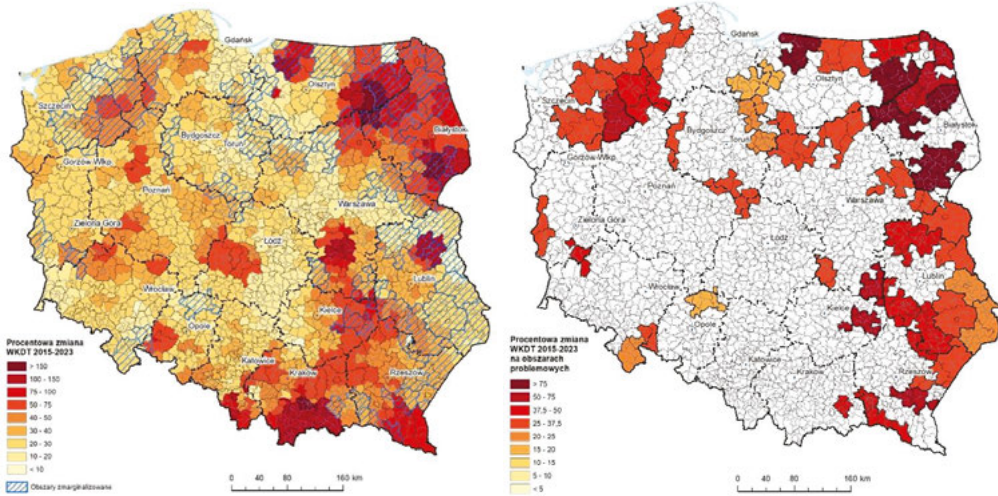 Gdańsk
Olsztyn
Szczecin
Białystok
Bydgoszcz
Toruń
Gorzów Wlkp.
Poznań
Warszawa
Zielona Góra
Łódź
Lublin
Wrocław
Opole
Kielce
Katowice
Kraków
Rzeszów
Procentowa zmiana
WKDT 2015-2023
> 150
100 - 150
75 - 100
50 - 75
40 - 50
30 - 40
20 - 30
10 - 20
< 10
Obszary zmarginalizowane
0 40 80 160 km
Gdańsk
Olsztyn
Szczecin
Białystok
Bydgoszcz
Toruń
Gorzów Wlkp.
Poznań
Warszawa
Zielona Góra
Łódź
Lublin
Wrocław
Opole
Kielce
Katowice
Kraków
Rzeszów
Procentowa zmiana
WKDT 2015-2023
na obszarach
problemowych
> 75
50 - 75
37,5 - 50
25 - 37,5
20 - 25
15 - 20
10 - 15
5 - 10
< 5
0 40 80 160 km